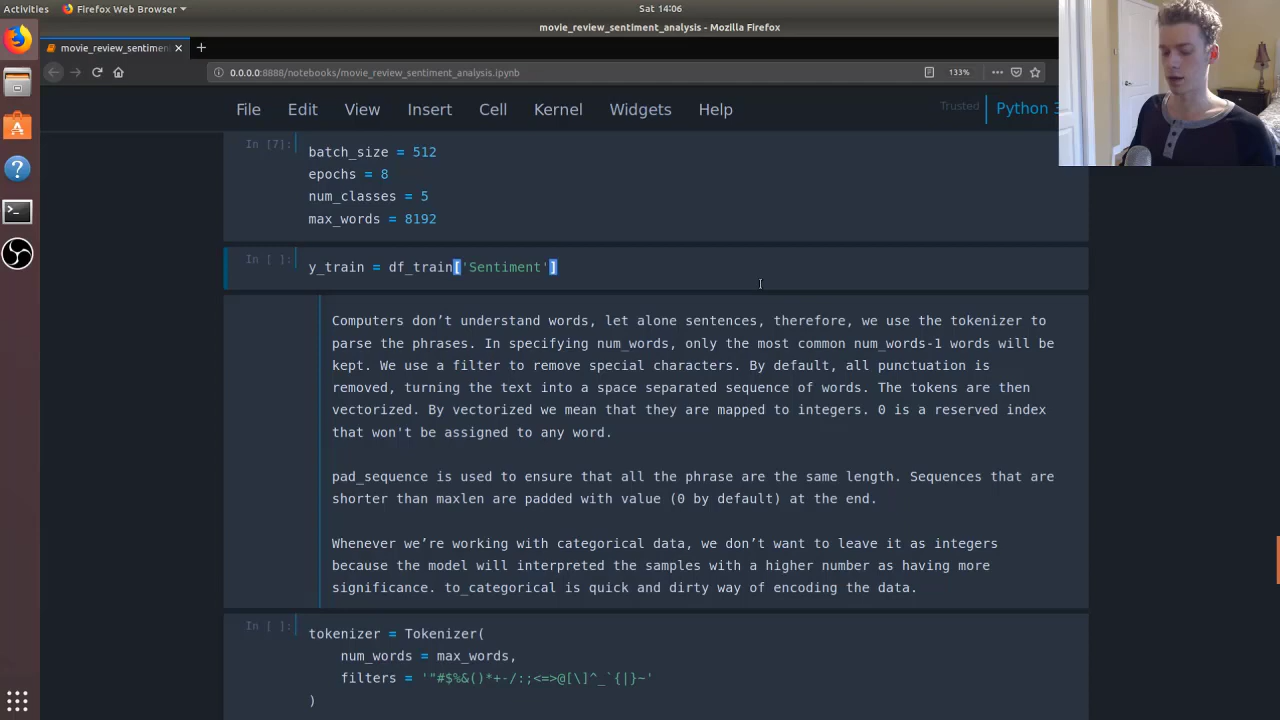 Activities
Firefox Web Browser
Sat 14:06
movie_review_sentiment_analysis - Mozilla Firefox
movie_review_sentimen
0.0.0.0:8888/notebooks/movie_review_sentiment_analysis.ipynb
133%
File Edit View Insert Cell Kernel Widgets Help
Trusted
Python 3
In [7]:
batch_size = 512
epochs = 8
num_classes = 5
max_words = 8192
In [ ]:
y_train = df_train['Sentiment']
Computers don’t understand words, let alone sentences, therefore, we use the tokenizer to
parse the phrases. In specifying num_words, only the most common num_words-1 words will be
kept. We use a filter to remove special characters. By default, all punctuation is
removed, turning the text into a space separated sequence of words. The tokens are then
vectorized. By vectorized we mean that they are mapped to integers. 0 is a reserved index
that won't be assigned to any word.
pad_sequence is used to ensure that all the phrase are the same length. Sequences that are
shorter than maxlen are padded with value (0 by default) at the end.
Whenever we’re working with categorical data, we don’t want to leave it as integers
because the model will interpreted the samples with a higher number as having more
significance. to_categorical is quick and dirty way of encoding the data.
In [ ]:
tokenizer = Tokenizer(
num_words = max_words,
filters = '"#$%&()*+-/:;<=>@[\]^_`{|}~'
)